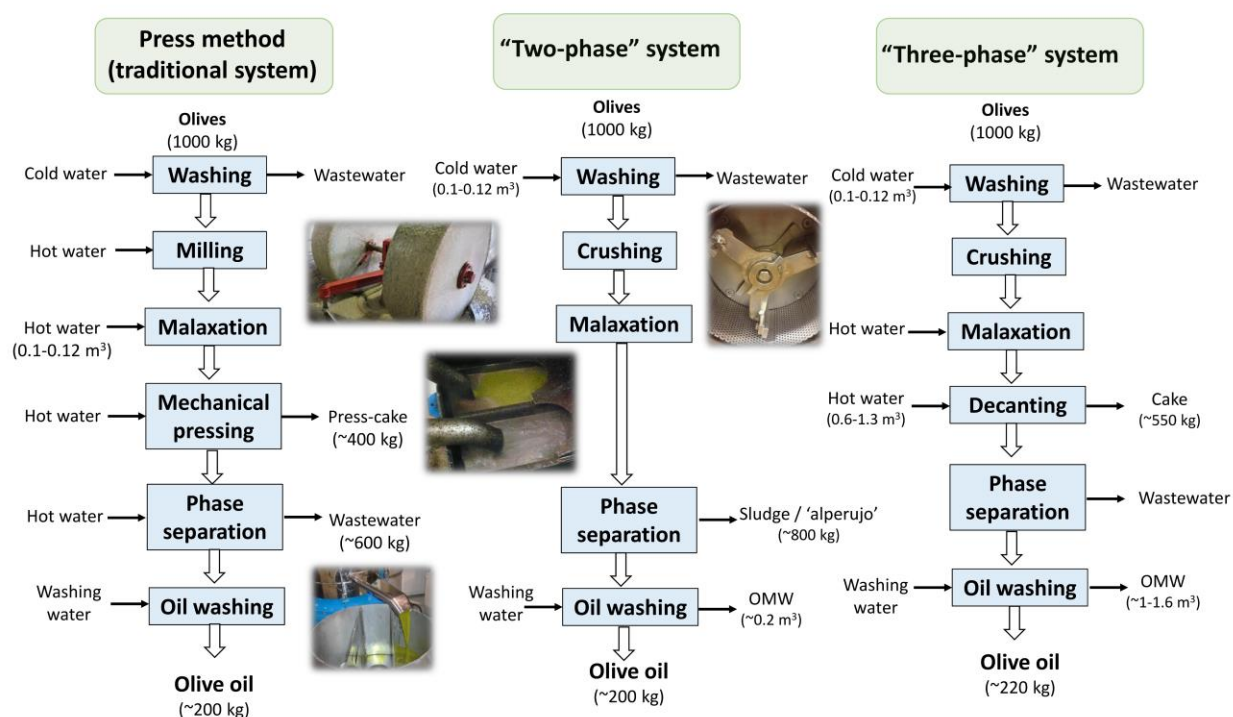 Press method
(traditional system)
Olives
(1000 kg)
Cold water
Washing
Wastewater
Hot water
Milling
Hot water
(0.1-0.12 m³)
Malaxation
Hot water
Mechanical
pressing
Press-cake
(~400 kg)
Hot water
Phase
separation
Wastewater
(~600 kg)
Washing
water
Oil washing
Olive oil
(~200 kg)
“Two-phase” system
Olives
(1000 kg)
Cold water
(0.1-0.12 m³)
Washing
Wastewater
Crushing
Malaxation
Phase
separation
Sludge / ‘alperujo’
(~800 kg)
Washing
water
Oil washing
OMW
(~0.2 m³)
Olive oil
(~200 kg)
“Three-phase” system
Olives
(1000 kg)
Cold water
(0.1-0.12 m³)
Washing
Wastewater
Crushing
Hot water
Malaxation
Hot water
(0.6-1.3 m³)
Decanting
Cake
(~550 kg)
Phase
separation
Wastewater
Washing
water
Oil washing
OMW
(~1-1.6 m³)
Olive oil
(~220 kg)